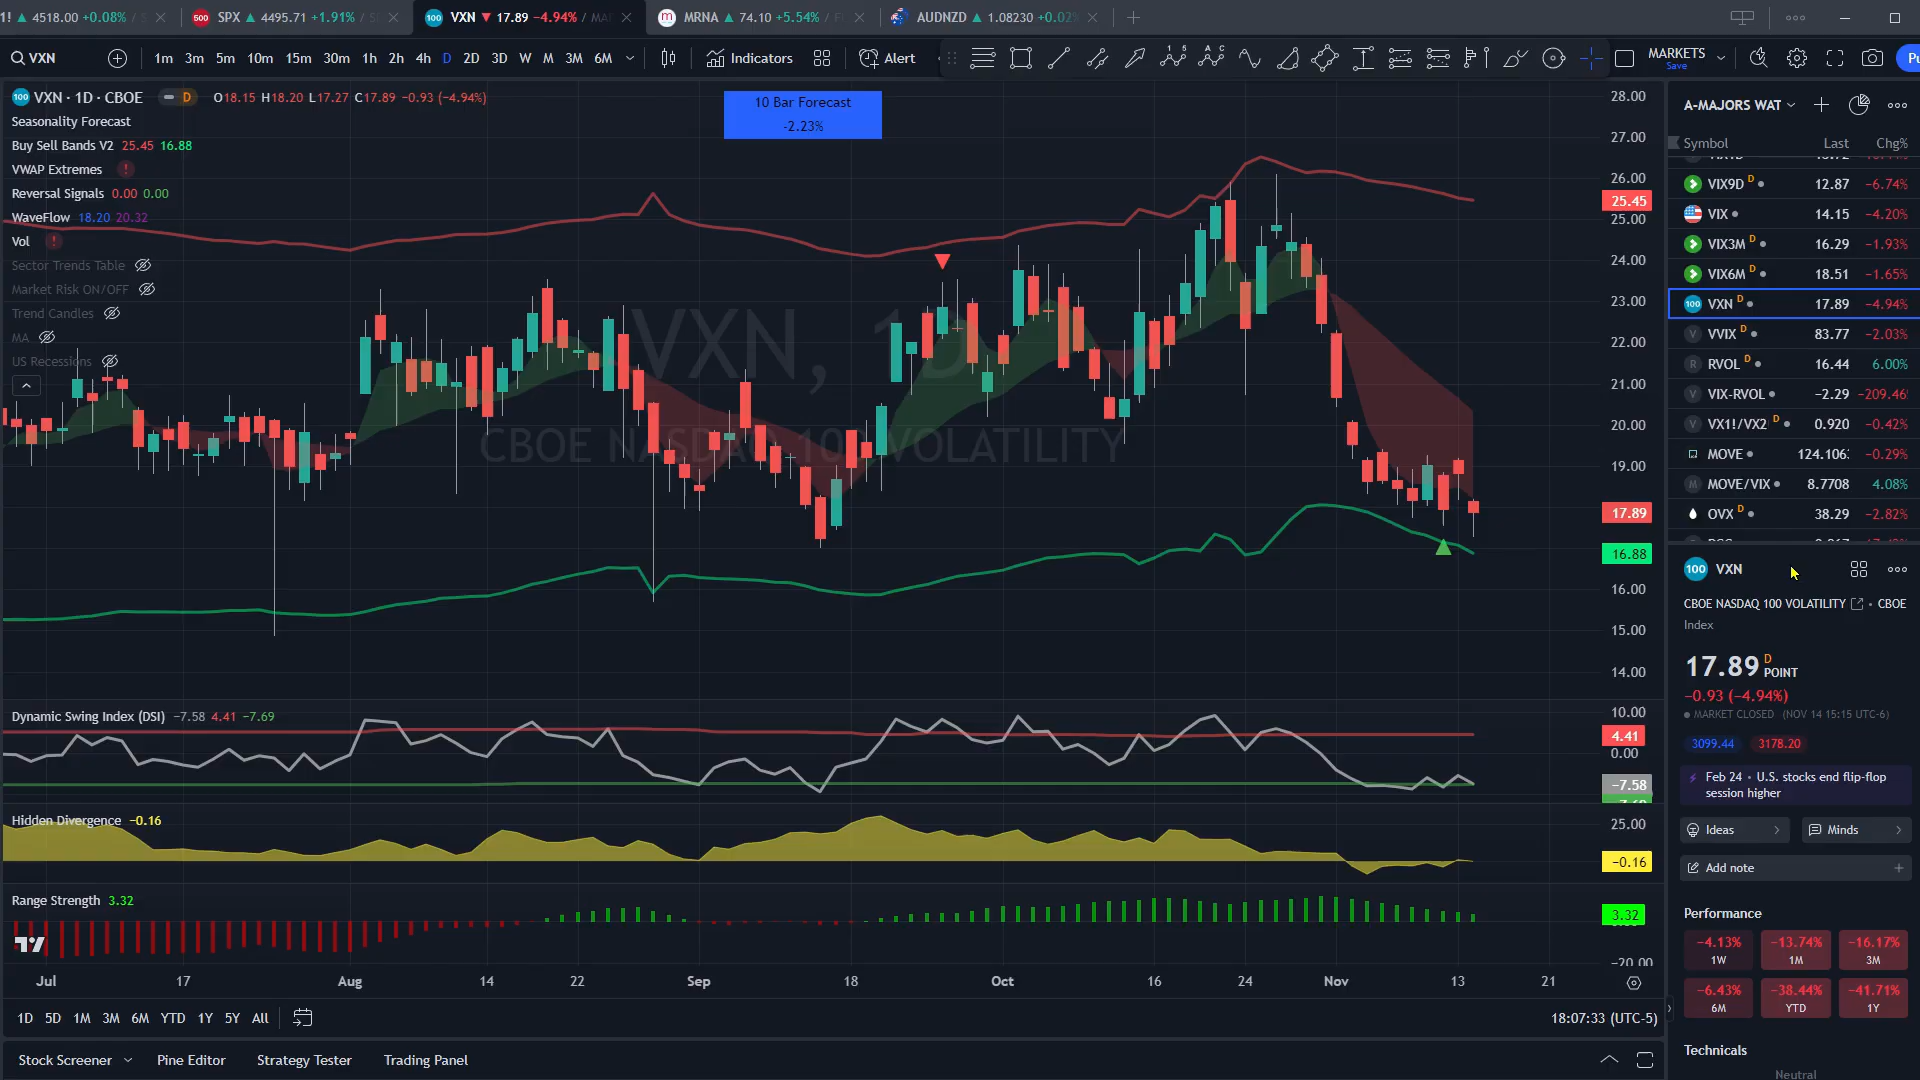 1! ▲ 4518.00 +0.08%
500 SPX ▲ 4495.71 +1.91%
100 VXN ▼ 17.89 −4.94% / MAR
m MRNA ▲ 74.10 +5.54% /
AUDNZD ▲ 1.08230 +0.02%
VXN
1m 3m 5m 10m 15m 30m 1h 2h 4h D 2D 3D W M 3M 6M
Indicators
Alert
MARKETS
Save
Pu
100 VXN · 1D · CBOE D O18.15 H18.20 L17.27 C17.89 −0.93 (−4.94%)
Seasonality Forecast
Buy Sell Bands V2 25.45 16.88
VWAP Extremes !
Reversal Signals 0.00 0.00
WaveFlow 18.20 20.32
Vol !
Sector Trends Table
Market Risk ON/OFF
Trend Candles
MA
US Recessions
10 Bar Forecast
-2.23%
VXN, 1D
CBOE NASDAQ 100 VOLATILITY
28.00
27.00
26.00
25.45
25.00
24.00
23.00
22.00
21.00
20.00
19.00
17.89
16.88
16.00
15.00
14.00
Dynamic Swing Index (DSI) −7.58 4.41 −7.69
10.00
4.41
0.00
−7.58
Hidden Divergence −0.16
25.00
−0.16
Range Strength 3.32
3.32
−20.00
Jul 17 Aug 14 22 Sep 18 Oct 16 24 Nov 13 21
1D 5D 1M 3M 6M YTD 1Y 5Y All
18:07:33 (UTC-5)
Stock Screener Pine Editor Strategy Tester Trading Panel
A-MAJORS WAT
Symbol Last Chg%
VIX9D D 12.87 −6.74%
VIX 14.15 −4.20%
VIX3M D 16.29 −1.93%
VIX6M D 18.51 −1.65%
100 VXN D 17.89 −4.94%
V VVIX D 83.77 −2.03%
R RVOL D 16.44 6.00%
V VIX-RVOL −2.29 −209.46
V VX1!/VX2 D 0.920 −0.42%
MOVE 124.106 −0.29%
M MOVE/VIX 8.7708 4.08%
OVX D 38.29 −2.82%
100 VXN
CBOE NASDAQ 100 VOLATILITY • CBOE
Index
17.89 D POINT
−0.93 (−4.94%)
MARKET CLOSED (NOV 14 15:15 UTC-6)
3099.44 3178.20
Feb 24 • U.S. stocks end flip-flop
session higher
Ideas Minds
Add note
Performance
−4.13% −13.74% −16.17%
1W 1M 3M
−6.43% −38.44% −41.71%
6M YTD 1Y
Technicals
Neutral